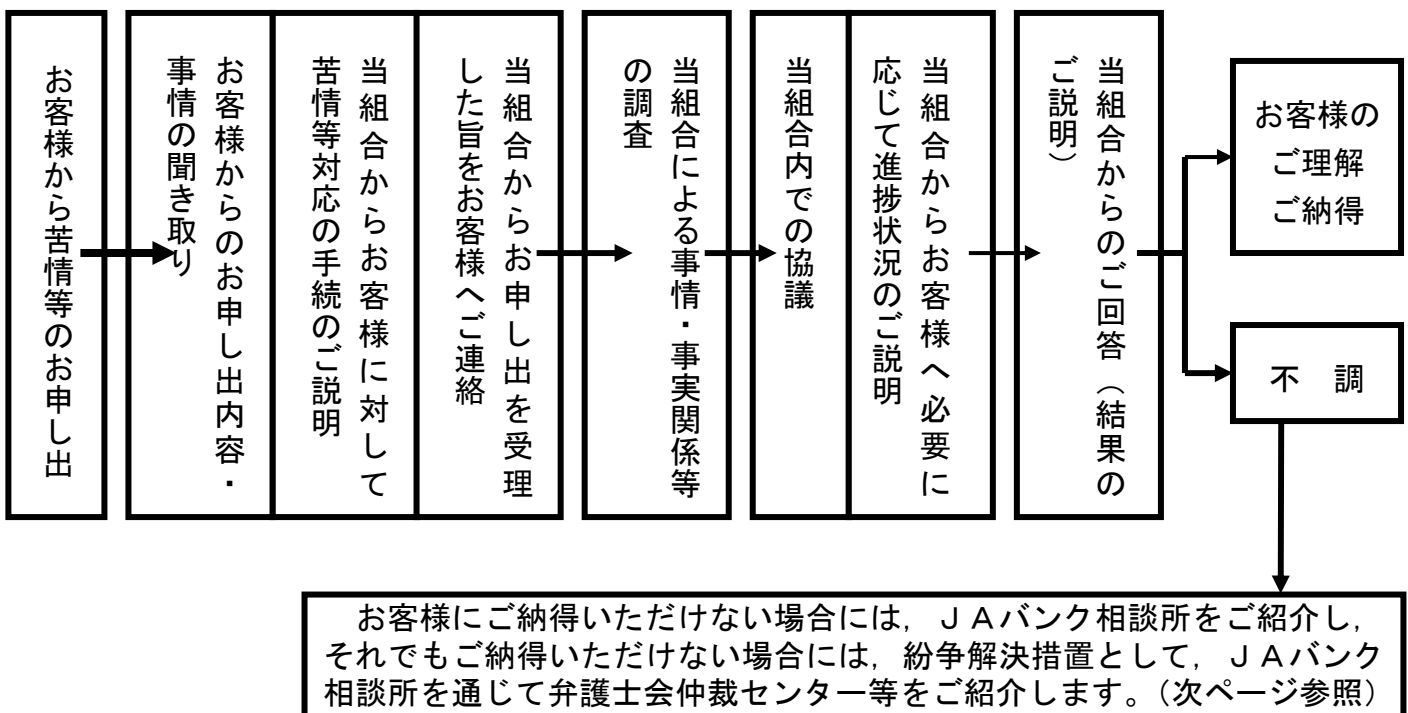 お客様から苦情等のお申し出
お客様からのお申し出内容・
事情の聞き取り
当組合からお客様に対して
苦情等対応の手続のご説明
当組合からお申し出を受理
した旨をお客様へご連絡
当組合による事情・事実関係等
の調査
当組合内での協議
当組合からお客様へ必要に
応じて進捗状況のご説明
当組合からのご回答（結果の
ご説明）
お客様の
ご理解
ご納得
不　調
　お客様にご納得いただけない場合には，ＪＡバンク相談所をご紹介し，
それでもご納得いただけない場合には，紛争解決措置として，ＪＡバンク
相談所を通じて弁護士会仲裁センター等をご紹介します。（次ページ参照）